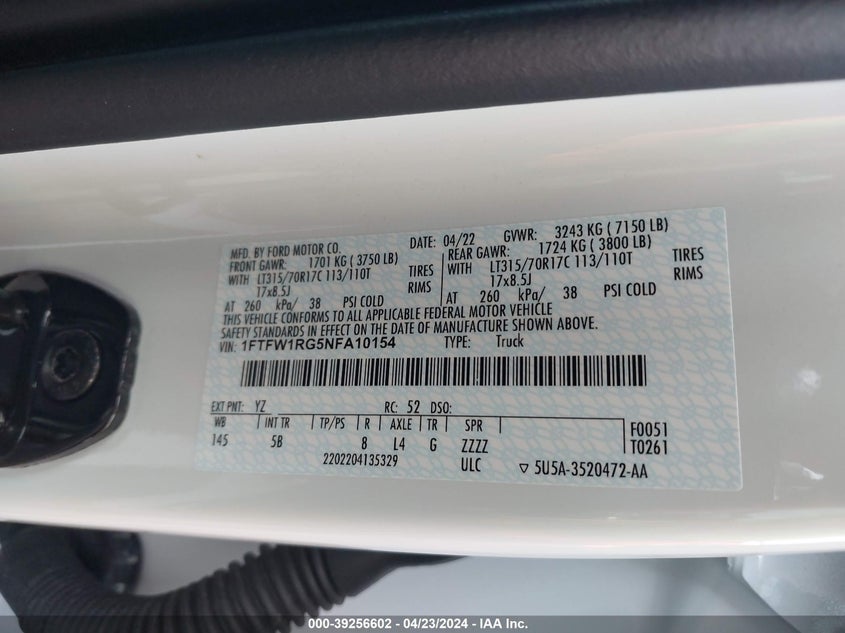 MFD. BY FORD MOTOR CO. DATE: 04/22 GVWR: 3243 KG ( 7150 LB)
FRONT GAWR: 1701 KG ( 3750 LB) REAR GAWR: 1724 KG ( 3800 LB)
WITH LT315/70R17C 113/110T TIRES WITH LT315/70R17C 113/110T TIRES
17x8.5J RIMS 17x8.5J RIMS
AT 260 kPa/ 38 PSI COLD AT 260 kPa/ 38 PSI COLD
THIS VEHICLE CONFORMS TO ALL APPLICABLE FEDERAL MOTOR VEHICLE
SAFETY STANDARDS IN EFFECT ON THE DATE OF MANUFACTURE SHOWN ABOVE.
VIN: 1FTFW1RG5NFA10154 TYPE: Truck
EXT PNT: YZ RC: 52 DSO:
WB INT TR TP/PS R AXLE TR SPR F0051
145 5B 8 L4 G ZZZZ T0261
2202204135329 ULC ▽ 5U5A-3520472-AA
000-39256602 - 04/23/2024 - IAA Inc.